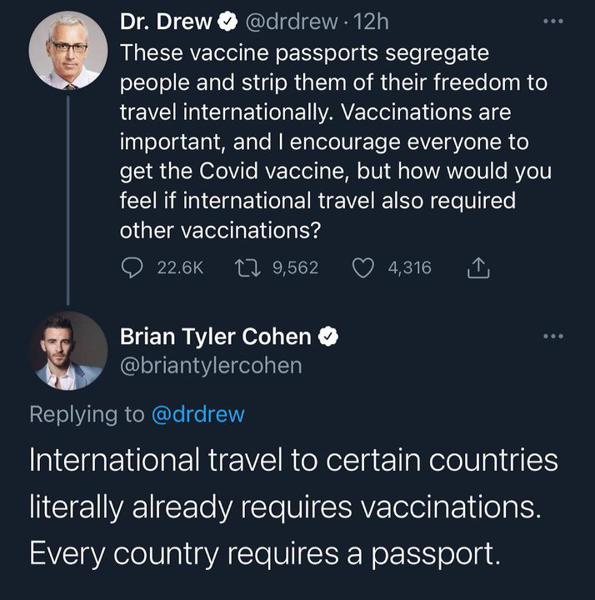 Dr. Drew @drdrew · 12h
These vaccine passports segregate
people and strip them of their freedom to
travel internationally. Vaccinations are
important, and I encourage everyone to
get the Covid vaccine, but how would you
feel if international travel also required
other vaccinations?
22.6K 9,562 4,316
Brian Tyler Cohen
@briantylercohen
Replying to @drdrew
International travel to certain countries
literally already requires vaccinations.
Every country requires a passport.